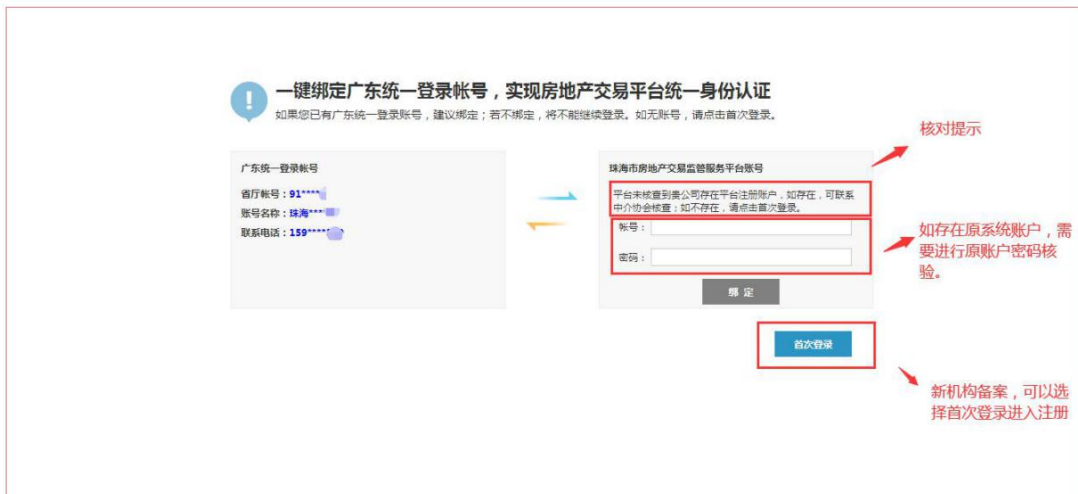 一键绑定广东统一登录帐号，实现房地产交易平台统一身份认证
如果您已有广东统一登录账号，建议绑定；若不绑定，将不能继续登录。如无账号，请点击首次登录。
核对提示
广东统一登录帐号
省厅帐号：91****
账号名称：珠海***
联系电话：159****
珠海市房地产交易监管服务平台账号
平台未核查到贵公司存在平台注册账户，如存在，可联系
中介协会核查；如不存在，请点击首次登录。
帐号：
密码：
绑 定
如存在原系统账户，需
要进行原账户密码核
验。
首次登录
新机构备案，可以选
择首次登录进入注册